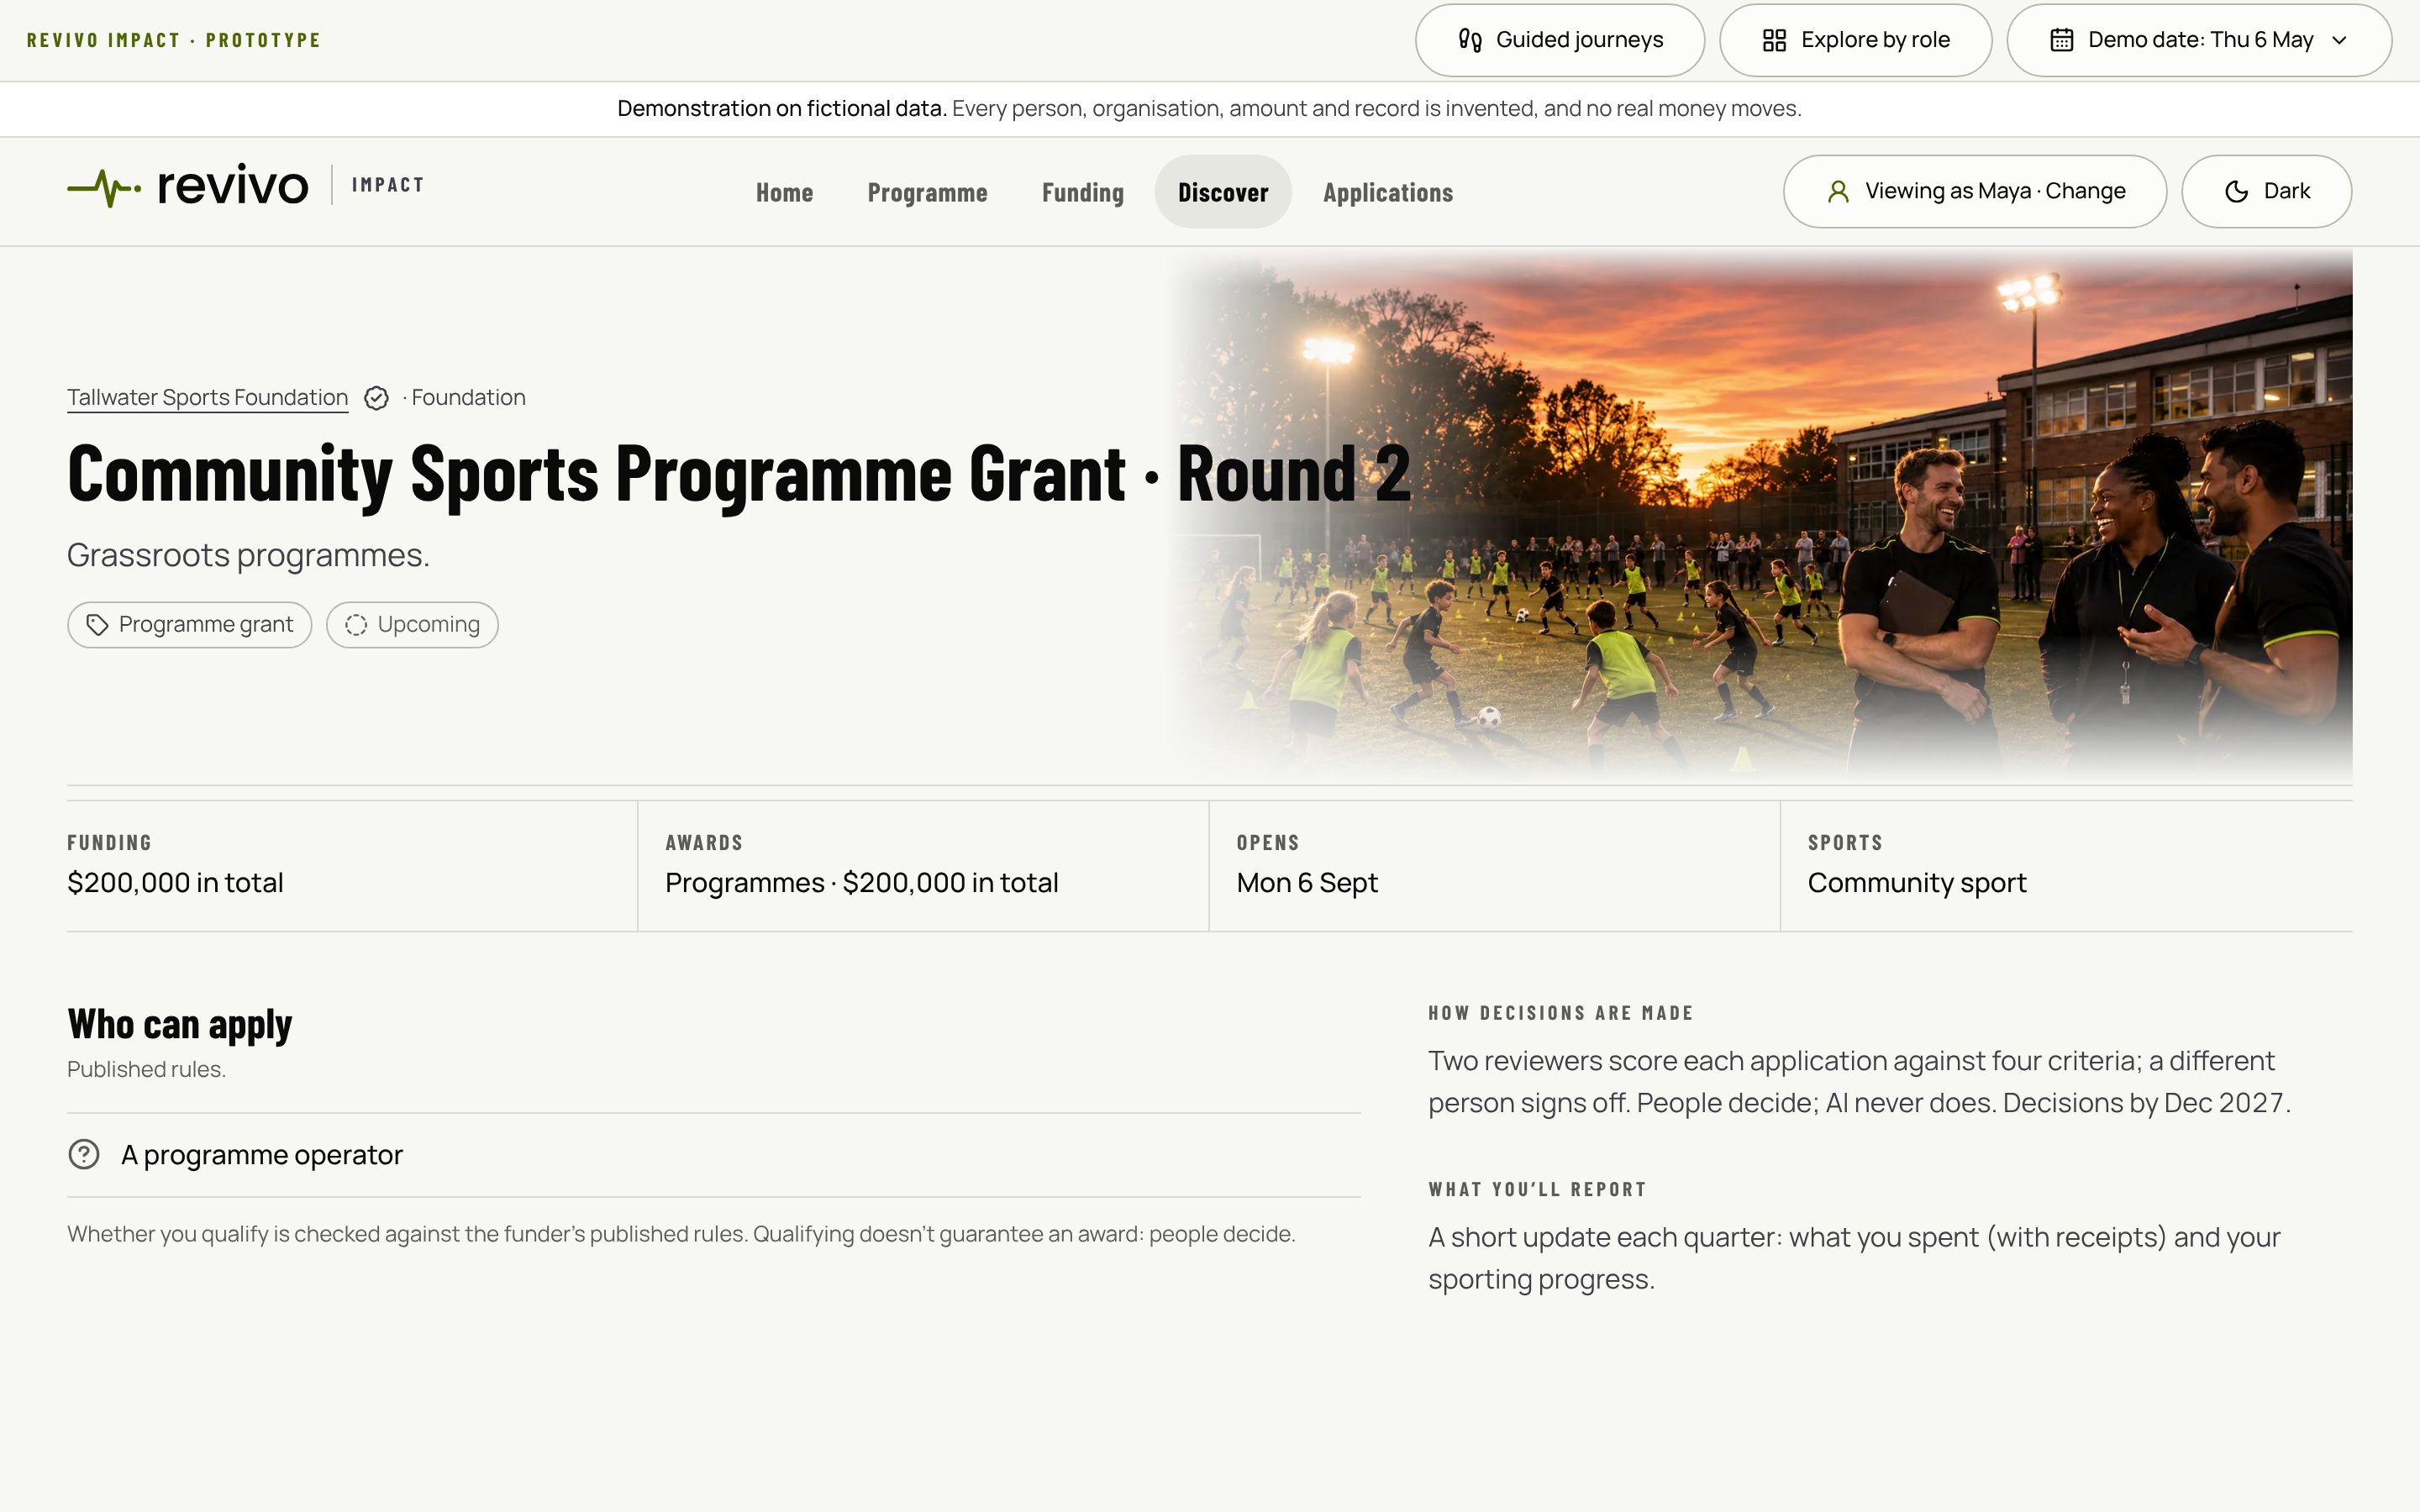 REVIVO IMPACT · PROTOTYPE
Guided journeys
Explore by role
Demo date: Thu 6 May
Demonstration on fictional data. Every person, organisation, amount and record is invented, and no real money moves.
revivo
IMPACT
Home
Programme
Funding
Discover
Applications
Viewing as Maya · Change
Dark
Tallwater Sports Foundation · Foundation
Community Sports Programme Grant · Round 2
Grassroots programmes.
Programme grant
Upcoming
FUNDING
$200,000 in total
AWARDS
Programmes · $200,000 in total
OPENS
Mon 6 Sept
SPORTS
Community sport
Who can apply
Published rules.
A programme operator
Whether you qualify is checked against the funder’s published rules. Qualifying doesn’t guarantee an award: people decide.
HOW DECISIONS ARE MADE
Two reviewers score each application against four criteria; a different
person signs off. People decide; AI never does. Decisions by Dec 2027.
WHAT YOU’LL REPORT
A short update each quarter: what you spent (with receipts) and your
sporting progress.